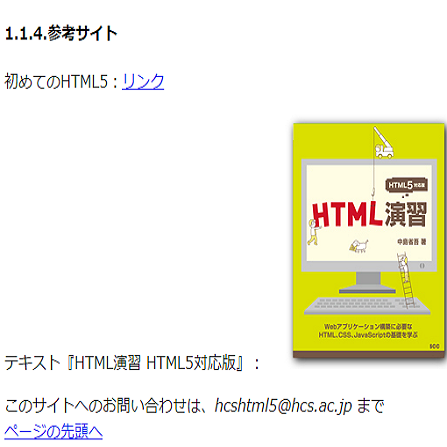 1.1.4.参考サイト
初めてのHTML5：リンク
HTML5 対応版
HTML演習
中島省吾 著
Webアプリケーション構築に必要な
HTML、CSS、JavaScriptの基礎を学ぶ
SCC
テキスト『HTML演習 HTML5対応版』：
このサイトへのお問い合わせは、hcshtml5@hcs.ac.jp まで
ページの先頭へ